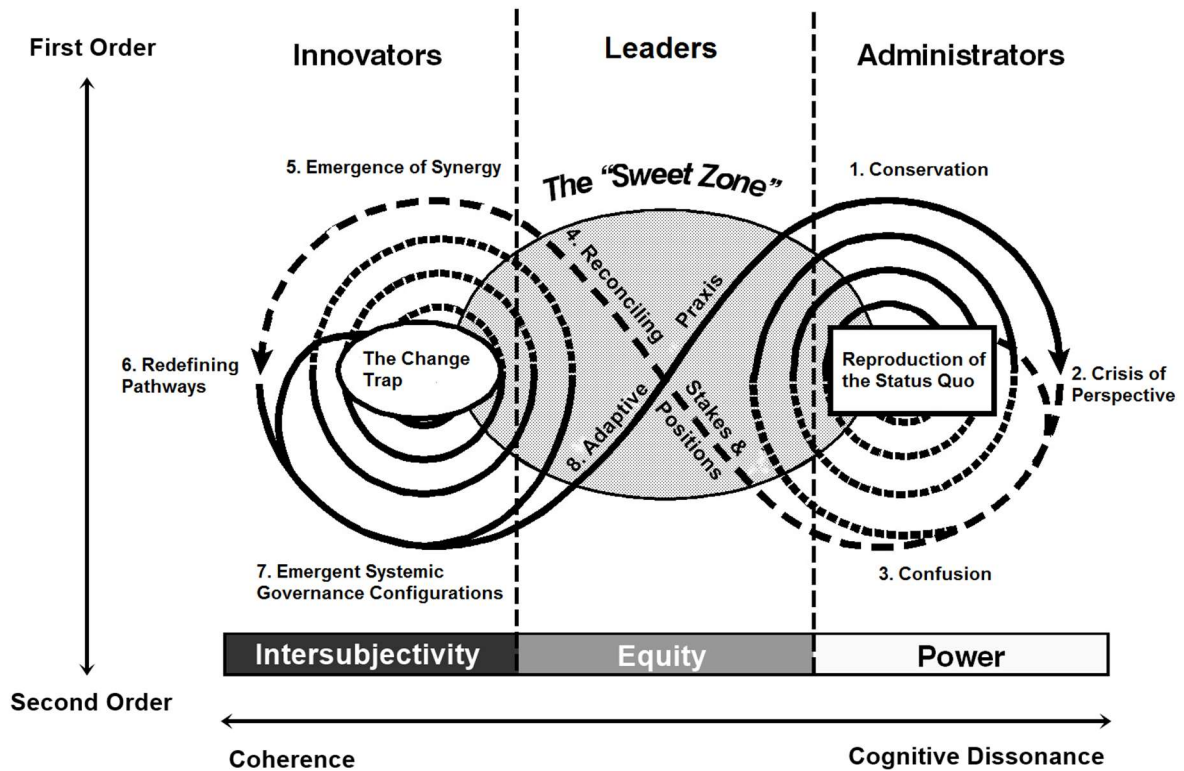 First Order
Innovators
Leaders
Administrators
5. Emergence of Synergy
The "Sweet Zone"
1. Conservation
4. Reconciling
Stakes &
Positions
8. Adaptive Praxis
The Change
Trap
Reproduction of
the Status Quo
6. Redefining
Pathways
2. Crisis of
Perspective
7. Emergent Systemic
Governance Configurations
3. Confusion
Intersubjectivity
Equity
Power
Second Order
Coherence
Cognitive Dissonance